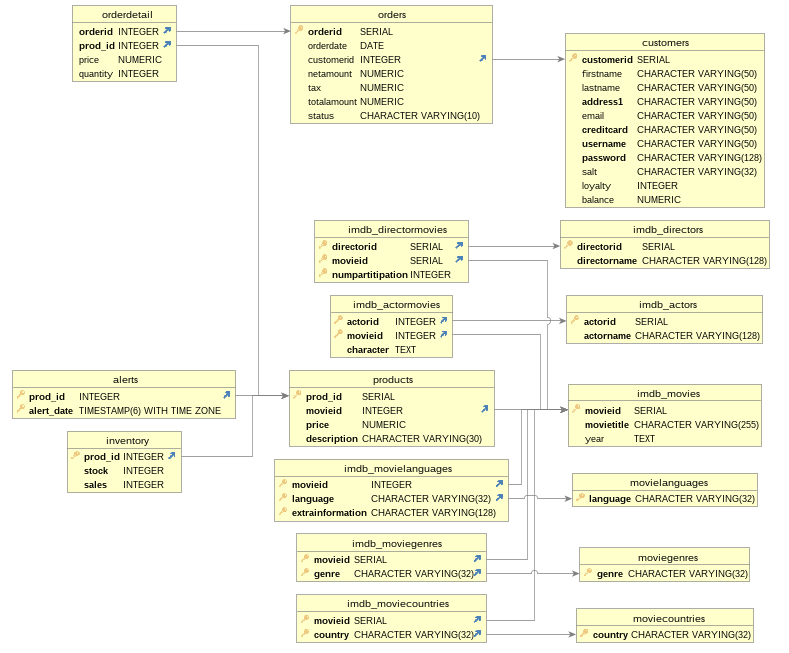 orderdetail
orderid INTEGER
prod_id INTEGER
price NUMERIC
quantity INTEGER
orders
orderid SERIAL
orderdate DATE
customerid INTEGER
netamount NUMERIC
tax NUMERIC
totalamount NUMERIC
status CHARACTER VARYING(10)
customers
customerid SERIAL
firstname CHARACTER VARYING(50)
lastname CHARACTER VARYING(50)
address1 CHARACTER VARYING(50)
email CHARACTER VARYING(50)
creditcard CHARACTER VARYING(50)
username CHARACTER VARYING(50)
password CHARACTER VARYING(128)
salt CHARACTER VARYING(32)
loyalty INTEGER
balance NUMERIC
imdb_directormovies
directorid SERIAL
movieid SERIAL
numpartitipation INTEGER
imdb_directors
directorid SERIAL
directorname CHARACTER VARYING(128)
imdb_actormovies
actorid INTEGER
movieid INTEGER
character TEXT
imdb_actors
actorid SERIAL
actorname CHARACTER VARYING(128)
alerts
prod_id INTEGER
alert_date TIMESTAMP(6) WITH TIME ZONE
products
prod_id SERIAL
movieid INTEGER
price NUMERIC
description CHARACTER VARYING(30)
imdb_movies
movieid SERIAL
movietitle CHARACTER VARYING(255)
year TEXT
inventory
prod_id INTEGER
stock INTEGER
sales INTEGER
imdb_movielanguages
movieid INTEGER
language CHARACTER VARYING(32)
extrainformation CHARACTER VARYING(128)
movielanguages
language CHARACTER VARYING(32)
imdb_moviegenres
movieid SERIAL
genre CHARACTER VARYING(32)
moviegenres
genre CHARACTER VARYING(32)
imdb_moviecountries
movieid SERIAL
country CHARACTER VARYING(32)
moviecountries
country CHARACTER VARYING(32)